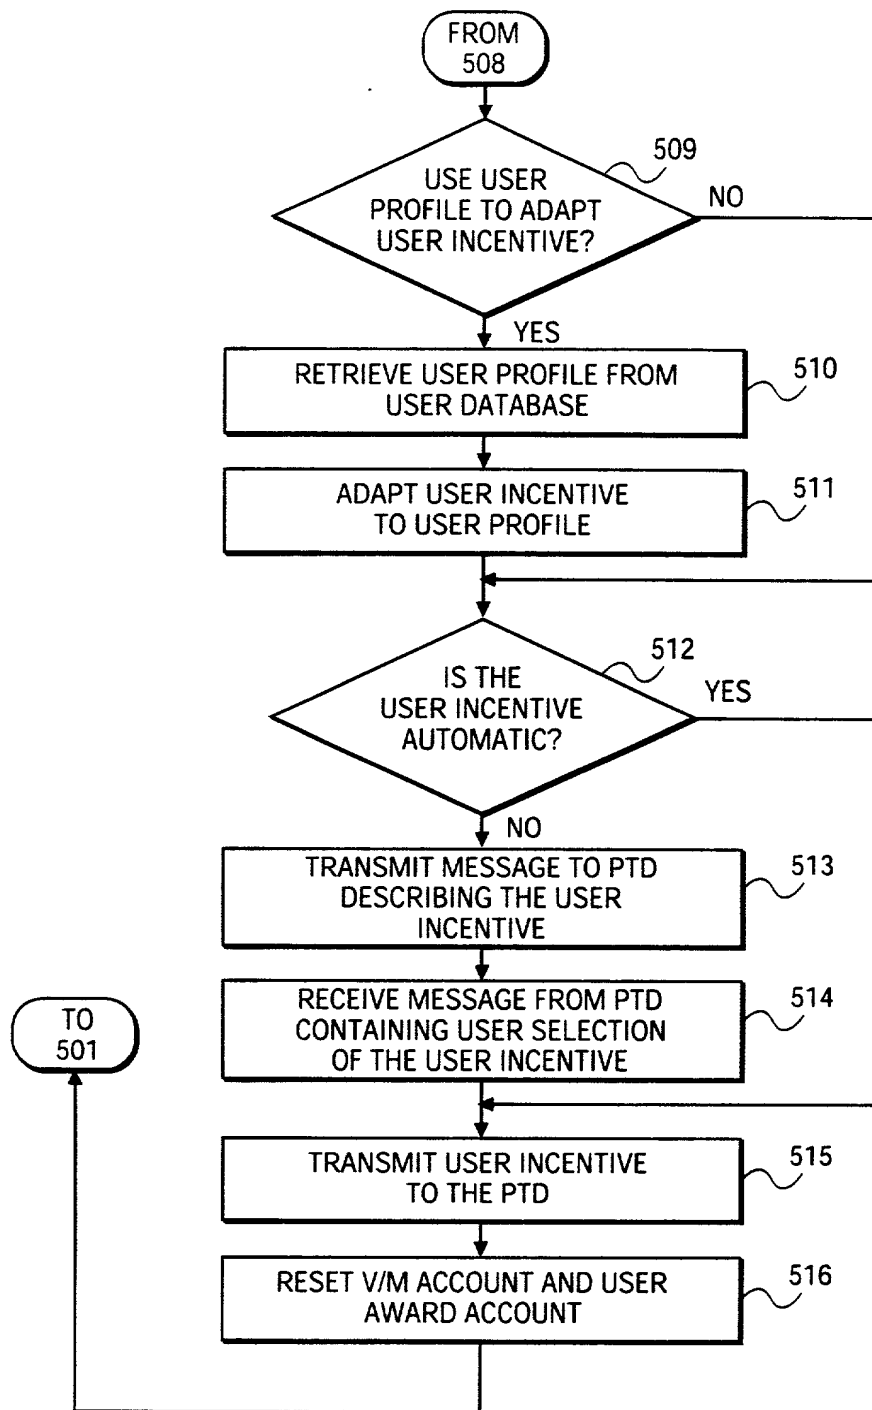 FROM
508
509
USE USER
PROFILE TO ADAPT
USER INCENTIVE?
NO
YES
RETRIEVE USER PROFILE FROM
USER DATABASE
510
ADAPT USER INCENTIVE
TO USER PROFILE
511
512
IS THE
USER INCENTIVE
AUTOMATIC?
YES
NO
TRANSMIT MESSAGE TO PTD
DESCRIBING THE USER
INCENTIVE
513
RECEIVE MESSAGE FROM PTD
CONTAINING USER SELECTION
OF THE USER INCENTIVE
514
TO
501
TRANSMIT USER INCENTIVE
TO THE PTD
515
RESET V/M ACCOUNT AND USER
AWARD ACCOUNT
516